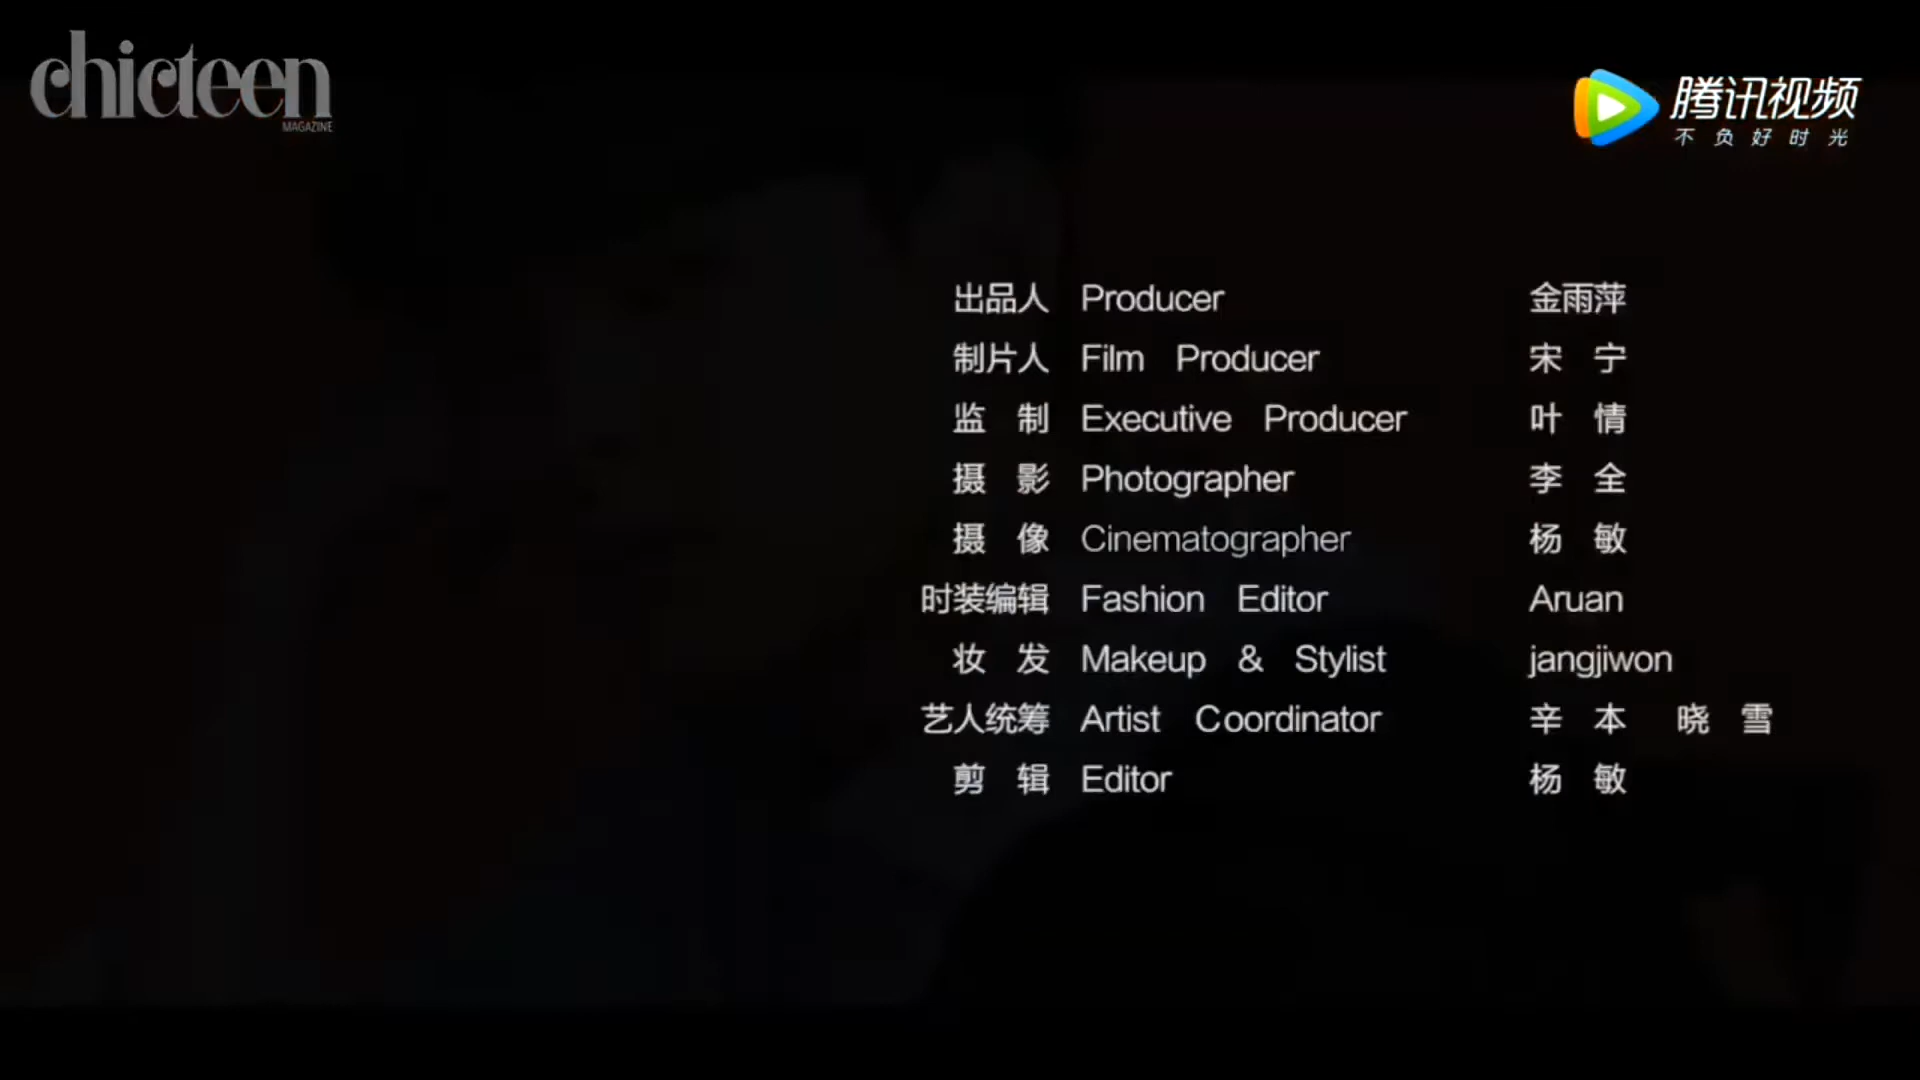 chicteen
MAGAZINE
腾讯视频
不负好时光
出品人 Producer 金雨萍
制片人 Film Producer 宋 宁
监 制 Executive Producer 叶 情
摄 影 Photographer 李 全
摄 像 Cinematographer 杨 敏
时装编辑 Fashion Editor Aruan
妆 发 Makeup & Stylist jangjiwon
艺人统筹 Artist Coordinator 辛 本 晓 雪
剪 辑 Editor 杨 敏